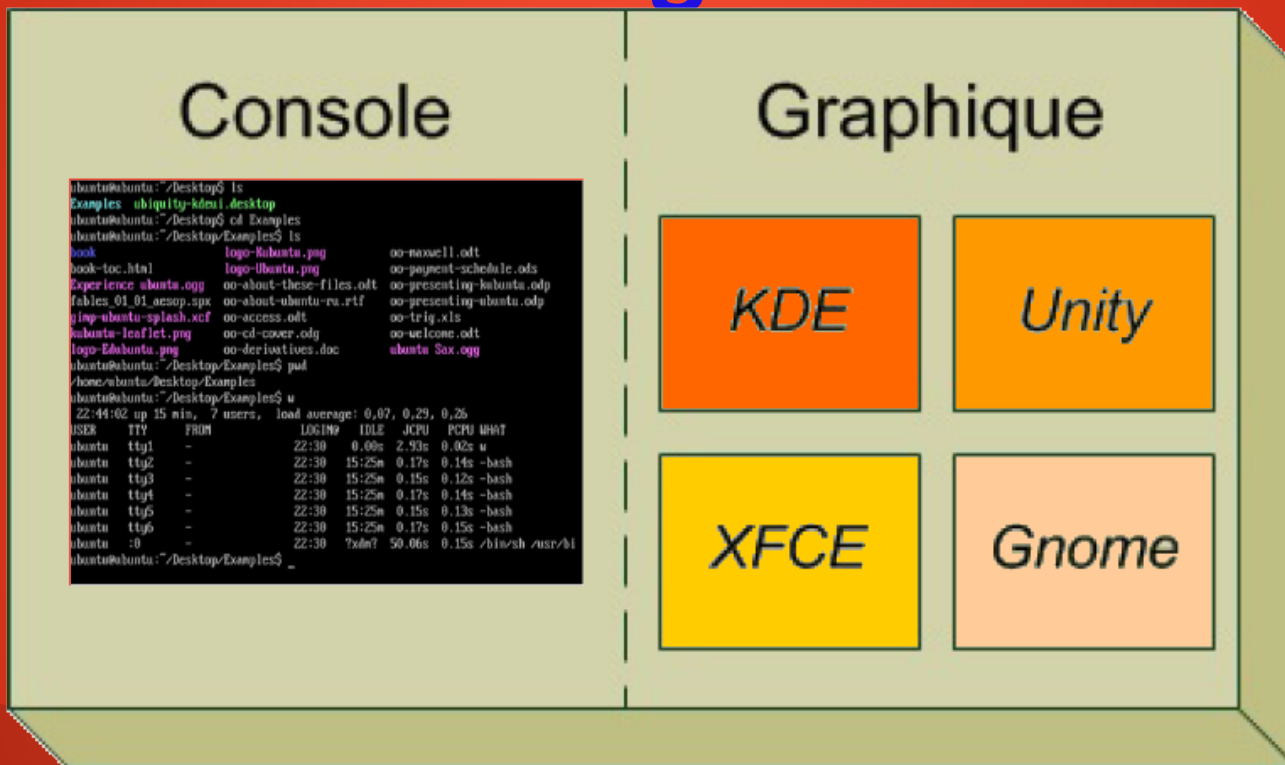 Console
ubuntu@ubuntu:~/Desktop$ ls
Examples  ubiquity-kdeui.desktop
ubuntu@ubuntu:~/Desktop$ cd Examples
ubuntu@ubuntu:~/Desktop/Examples$ ls
book  logo-Kubuntu.png  oo-maxwell.odt
book-toc.html  logo-Ubuntu.png  oo-payment-schedule.ods
Experience ubuntu.ogg  oo-about-these-files.odt  oo-presenting-kubuntu.odp
fables_01_01_aesop.spx  oo-about-ubuntu-ru.rtf  oo-presenting-ubuntu.odp
gimp-ubuntu-splash.xcf  oo-access.odt  oo-trig.xls
kubuntu-leaflet.png  oo-cd-cover.odg  oo-welcome.odt
logo-Edubuntu.png  oo-derivatives.doc  ubuntu Sax.ogg
ubuntu@ubuntu:~/Desktop/Examples$ pwd
/home/ubuntu/Desktop/Examples
ubuntu@ubuntu:~/Desktop/Examples$ w
22:44:02 up 15 min,  7 users,  load average: 0,07, 0,29, 0,26
USER  TTY  FROM  LOGIN@  IDLE  JCPU  PCPU WHAT
ubuntu  tty1  -  22:30  0.00s  2.93s  0.02s w
ubuntu  tty2  -  22:30  15:25m  0.17s  0.14s -bash
ubuntu  tty3  -  22:30  15:25m  0.15s  0.12s -bash
ubuntu  tty4  -  22:30  15:25m  0.17s  0.14s -bash
ubuntu  tty5  -  22:30  15:25m  0.15s  0.13s -bash
ubuntu  tty6  -  22:30  15:25m  0.17s  0.15s -bash
ubuntu  :0  -  22:30  ?xdm?  50.06s  0.15s /bin/sh /usr/bi
ubuntu@ubuntu:~/Desktop/Examples$ _
Graphique
KDE
Unity
XFCE
Gnome